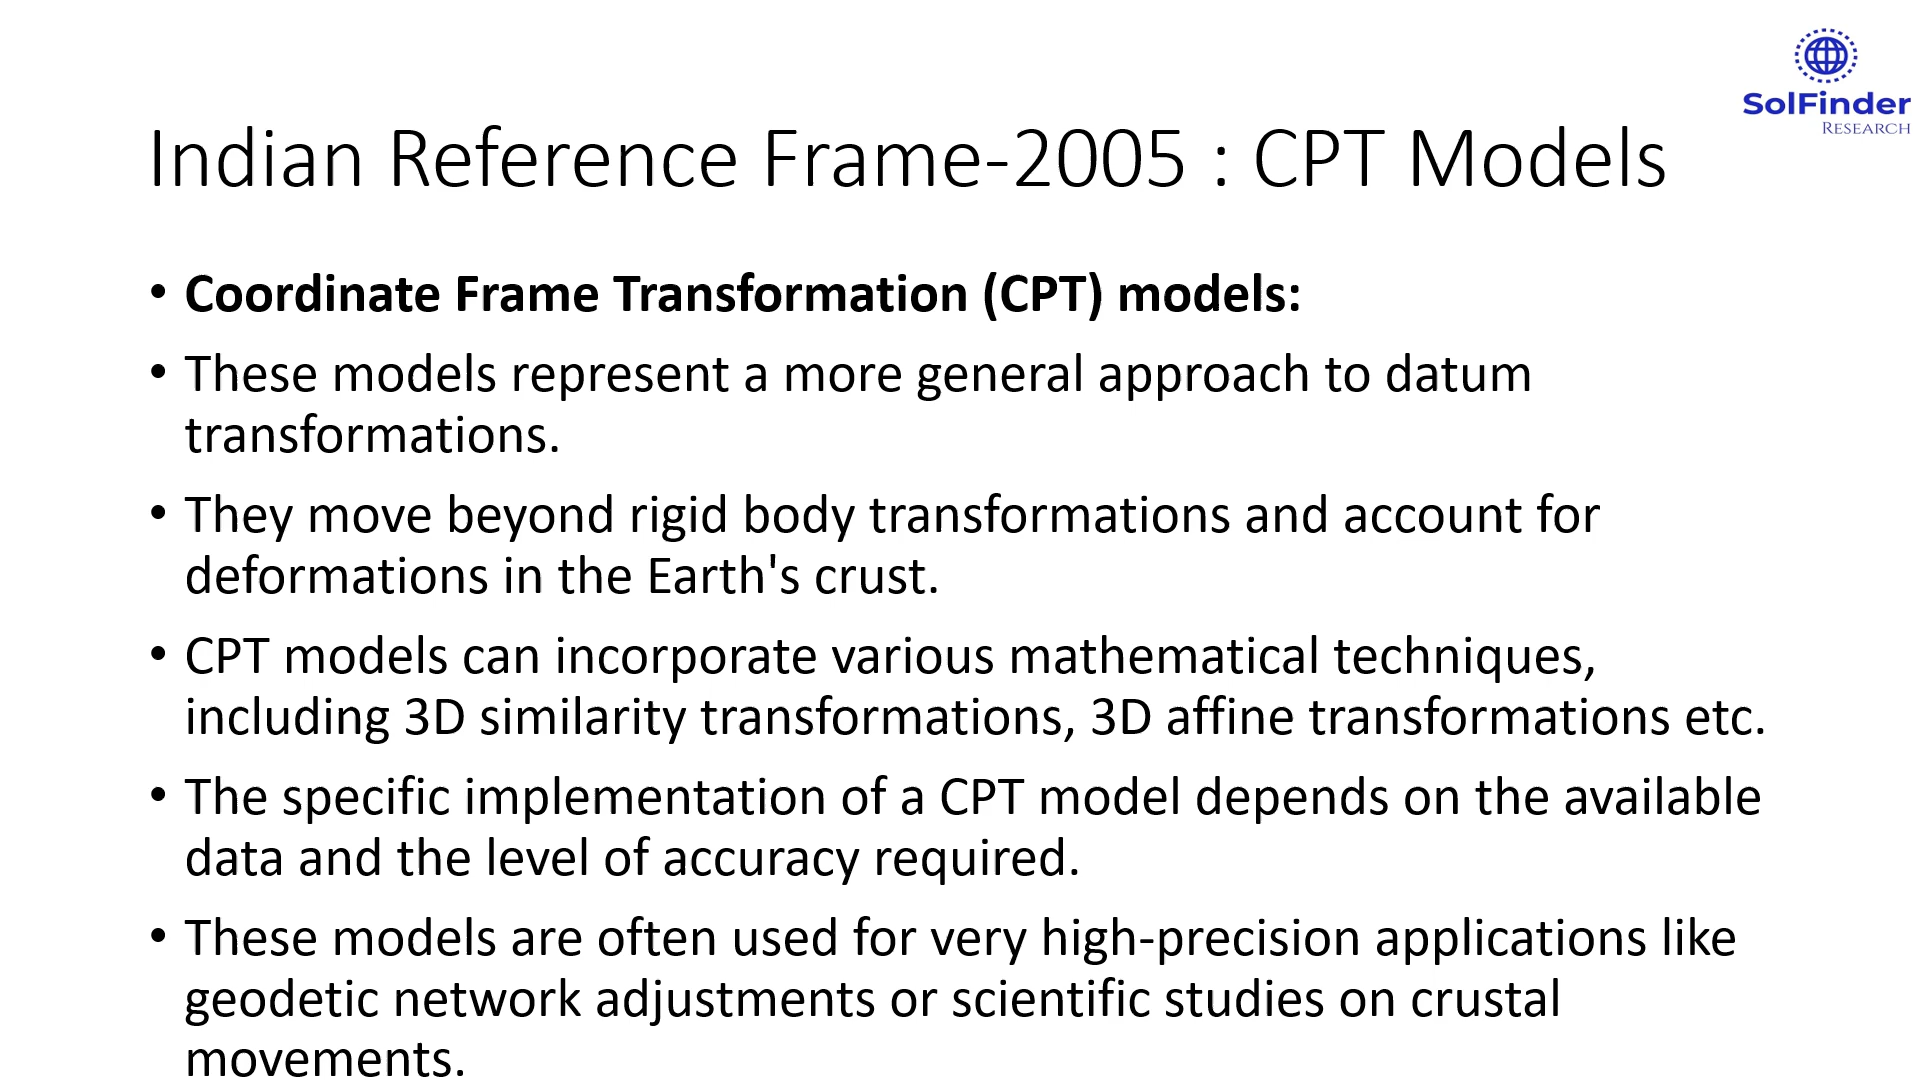 SolFinder
RESEARCH
Indian Reference Frame-2005 : CPT Models
• Coordinate Frame Transformation (CPT) models:
• These models represent a more general approach to datum
transformations.
• They move beyond rigid body transformations and account for
deformations in the Earth's crust.
• CPT models can incorporate various mathematical techniques,
including 3D similarity transformations, 3D affine transformations etc.
• The specific implementation of a CPT model depends on the available
data and the level of accuracy required.
• These models are often used for very high-precision applications like
geodetic network adjustments or scientific studies on crustal
movements.